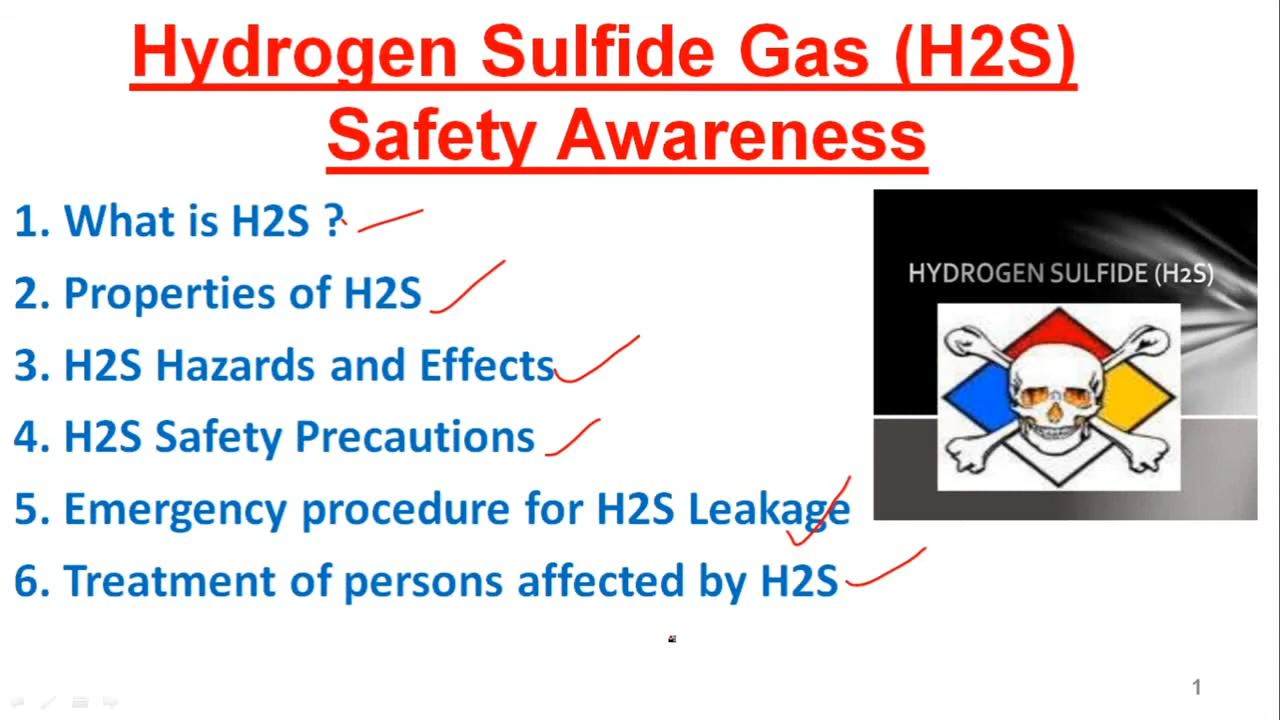 Hydrogen Sulfide Gas (H2S)
Safety Awareness
1. What is H2S ?
2. Properties of H2S
3. H2S Hazards and Effects
4. H2S Safety Precautions
5. Emergency procedure for H2S Leakage
6. Treatment of persons affected by H2S
HYDROGEN SULFIDE (H2S)
1